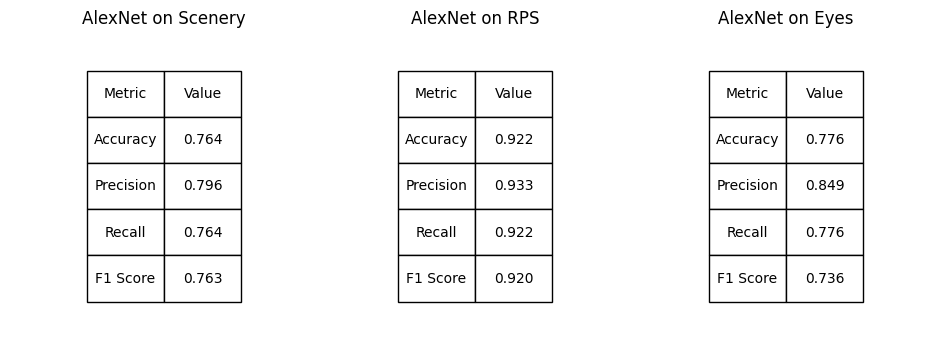 AlexNet on Scenery
Metric Value
Accuracy 0.764
Precision 0.796
Recall 0.764
F1 Score 0.763
AlexNet on RPS
Metric Value
Accuracy 0.922
Precision 0.933
Recall 0.922
F1 Score 0.920
AlexNet on Eyes
Metric Value
Accuracy 0.776
Precision 0.849
Recall 0.776
F1 Score 0.736